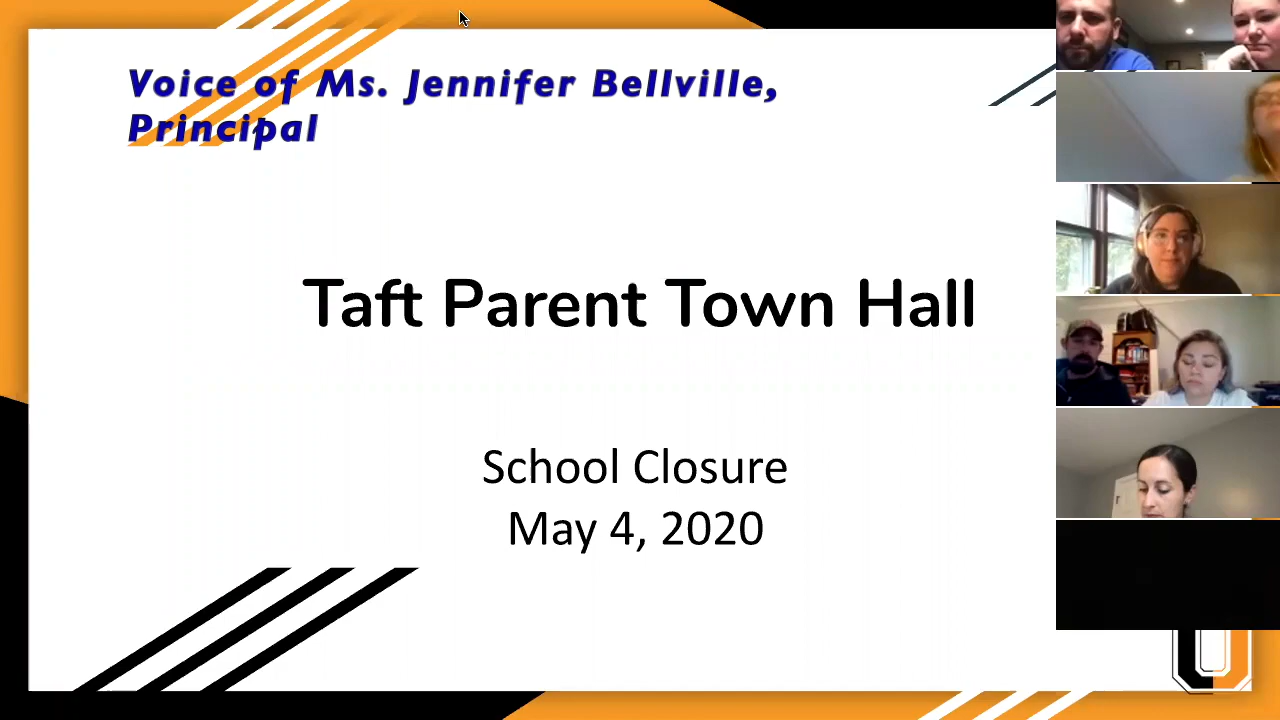 Voice of Ms. Jennifer Bellville,
Principal
Taft Parent Town Hall
School Closure
May 4, 2020
U